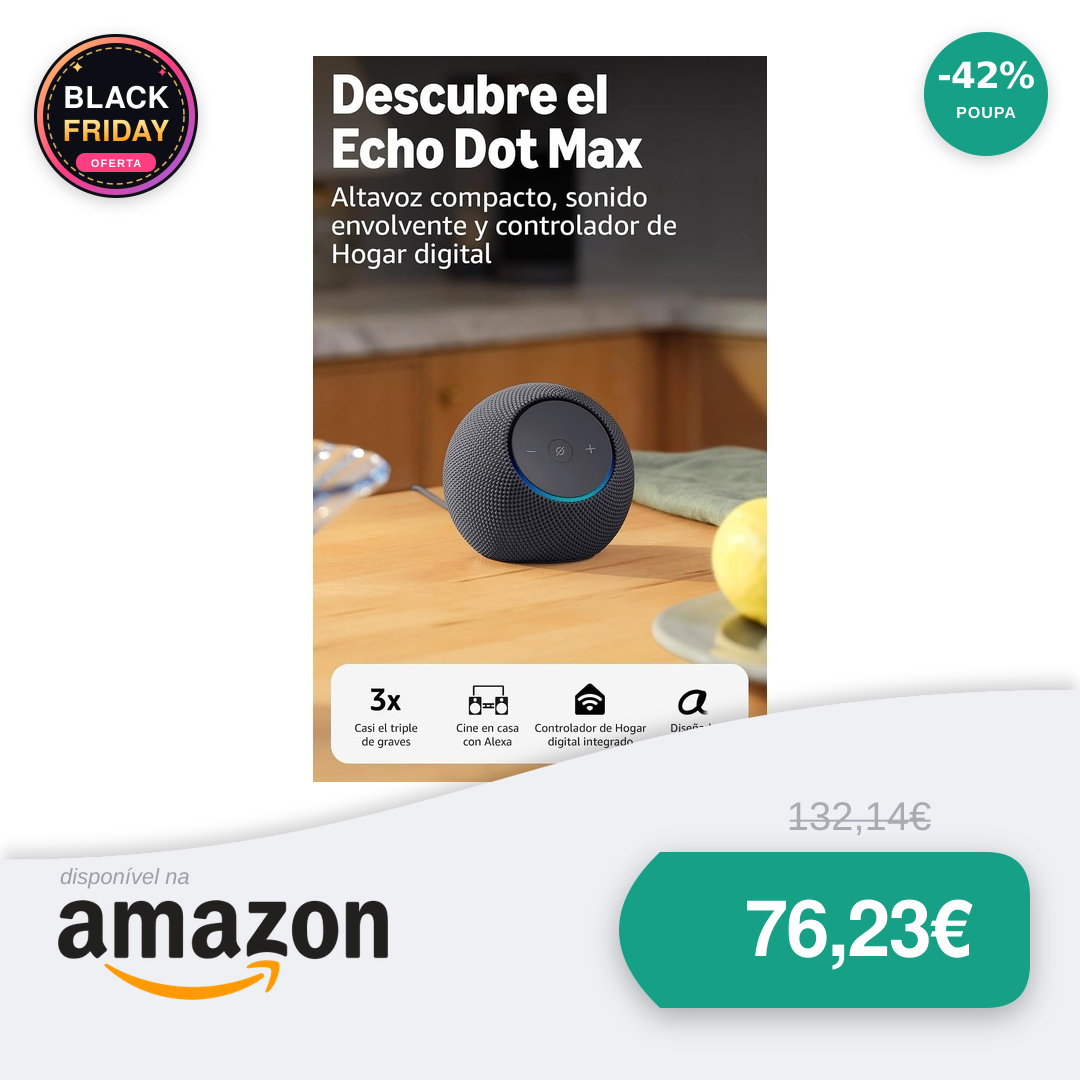 BLACK
FRIDAY
OFERTA
-42%
POUPA
Descubre el
Echo Dot Max
Altavoz compacto, sonido
envolvente y controlador de
Hogar digital
3x
Casi el triple
de graves
Cine en casa
con Alexa
Controlador de Hogar
digital integrado
132,14€
disponível na
amazon
76,23€